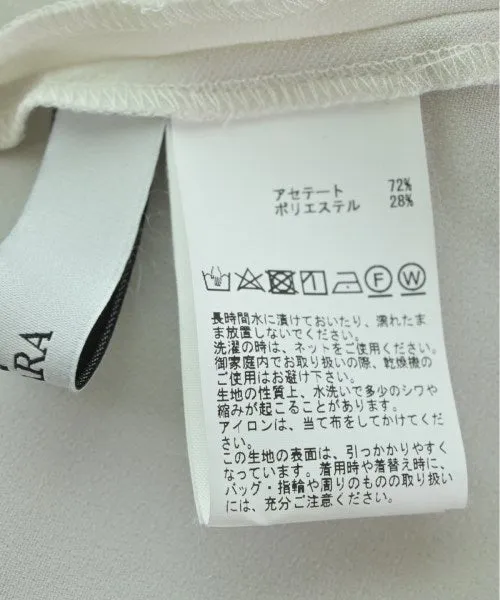 アセテート 72%
ポリエステル 28%
F W
長時間水に漬けておいたり、濡れたま
ま放置しないでください。
洗濯の時は、ネットをご使用ください。
御家庭内でお取り扱いの際、乾燥機の
ご使用はお避け下さい。
生地の性質上、水洗いで多少のシワや
縮みが起こることがあります。
アイロンは、当て布をしてかけてくだ
さい。
この生地の表面は、引っかかりやすく
なっています。着用時や着替え時に、
バッグ・指輪や周りのものの取り扱い
には、充分ご注意ください。
RA